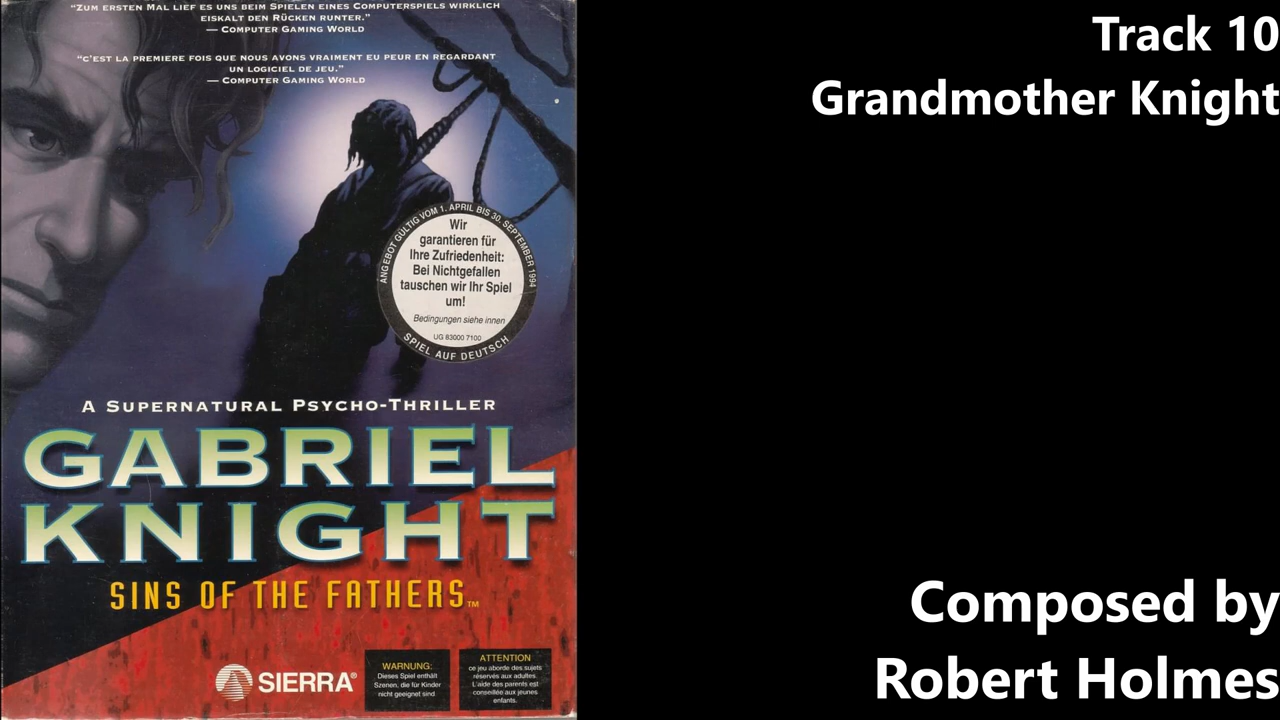 “Zum ersten Mal lief es uns beim Spielen eines Computerspiels wirklich
eiskalt den Rücken runter.”
— Computer Gaming World
“c'est la premiere fois que nous avons vraiment eu peur en regardant
un logiciel de jeu.”
— Computer Gaming World
ANGEBOT GÜLTIG VOM 1. APRIL BIS 30. SEPTEMBER 1994
Wir
garantieren für
Ihre Zufriedenheit:
Bei Nichtgefallen
tauschen wir Ihr Spiel
um!
Bedingungen siehe innen
UG 83000 7100
SPIEL AUF DEUTSCH
A Supernatural Psycho-Thriller
GABRIEL
KNIGHT
SINS OF THE FATHERS™
SIERRA®
WARNUNG:
Dieses Spiel enthält
Szenen, die für Kinder
nicht geeignet sind
ATTENTION
ce jeu aborde des sujets
réservés aux adultes.
L'aide des parents est
conseillée aux jeunes
enfants.
Track 10
Grandmother Knight
Composed by
Robert Holmes